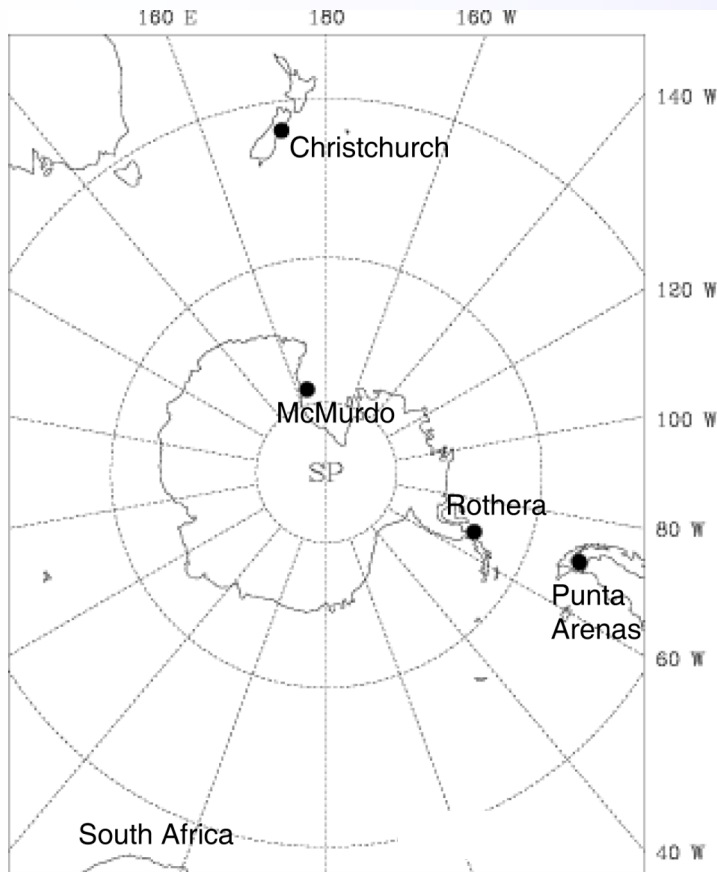 160 E
180
160 W
140 W
Christchurch
120 W
McMurdo
100 W
SP
Rothera
80 W
Punta
Arenas
60 W
South Africa
40 W